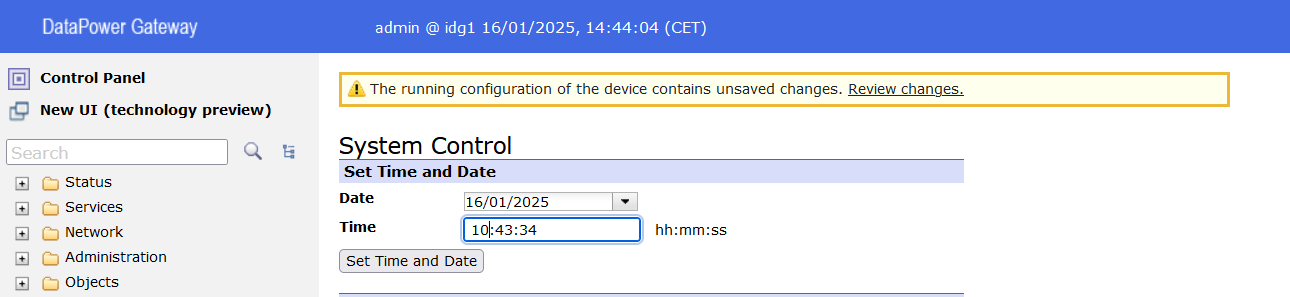 DataPower Gateway
admin @ idg1 16/01/2025, 14:44:04 (CET)
Control Panel
New UI (technology preview)
Search
Status
Services
Network
Administration
Objects
The running configuration of the device contains unsaved changes. Review changes.
System Control
Set Time and Date
Date 16/01/2025
Time 10:43:34 hh:mm:ss
Set Time and Date